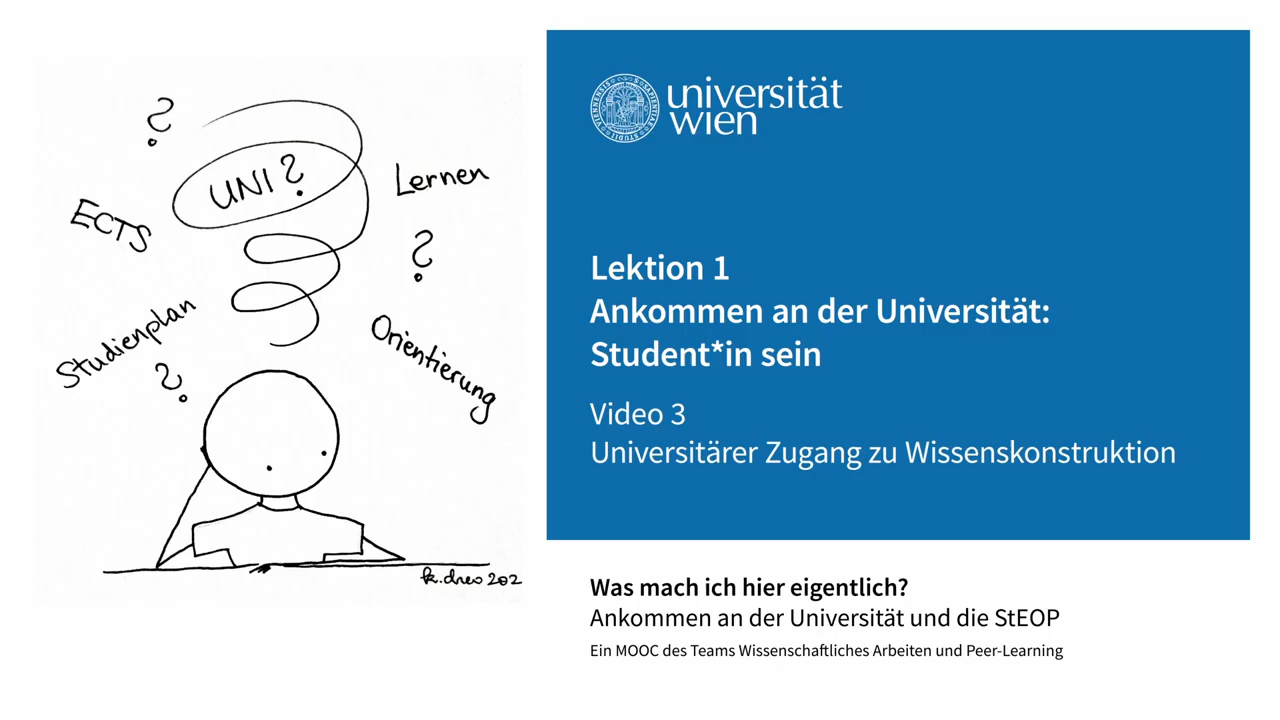 ?
UNI?
Lernen
ECTS
?
Studienplan
Orientierung
?
universität
wien
Lektion 1
Ankommen an der Universität:
Student*in sein
Video 3
Universitärer Zugang zu Wissenskonstruktion
Was mach ich hier eigentlich?
Ankommen an der Universität und die StEOP
Ein MOOC des Teams Wissenschaftliches Arbeiten und Peer-Learning